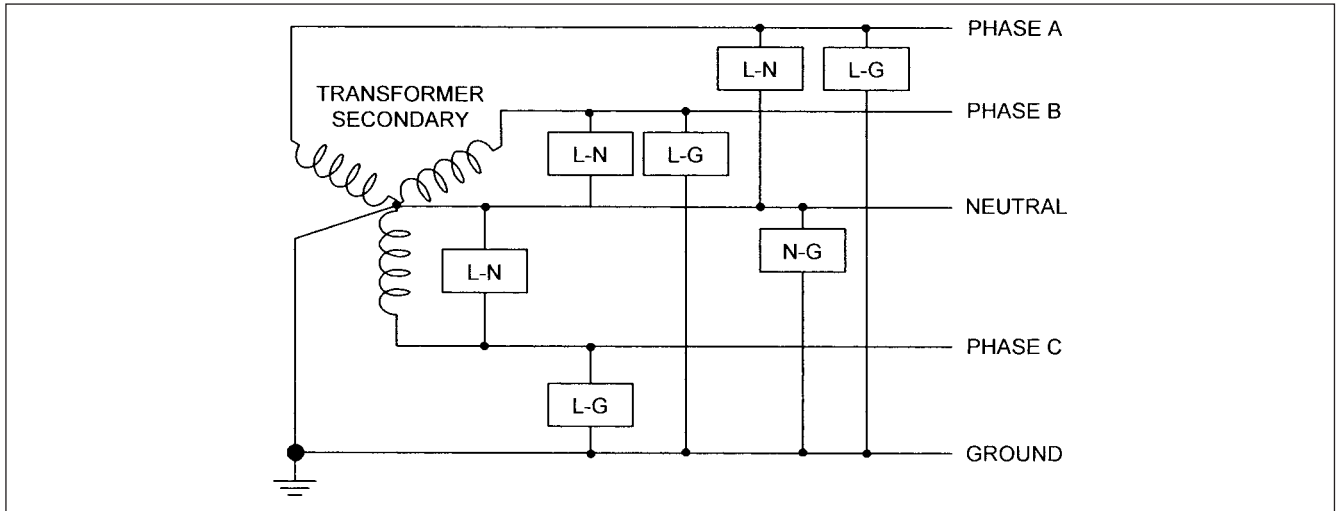 PHASE A
L-N
L-G
TRANSFORMER
SECONDARY
PHASE B
L-N
L-G
NEUTRAL
L-N
N-G
PHASE C
L-G
GROUND